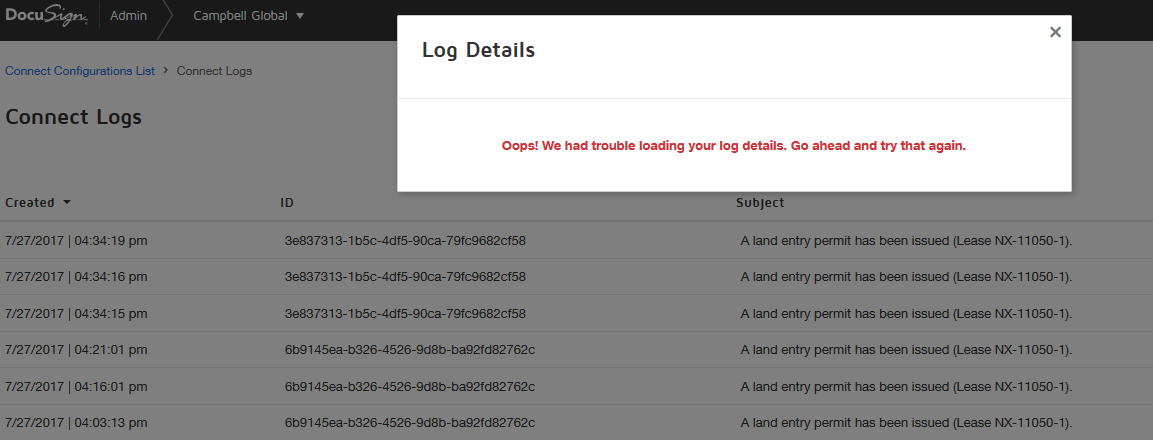 DocuSign Admin Campbell Global
Log Details
Connect Configurations List > Connect Logs
Connect Logs
Oops! We had trouble loading your log details. Go ahead and try that again.
Created ID Subject
7/27/2017 | 04:34:19 pm 3e837313-1b5c-4df5-90ca-79fc9682cf58 A land entry permit has been issued (Lease NX-11050-1).
7/27/2017 | 04:34:16 pm 3e837313-1b5c-4df5-90ca-79fc9682cf58 A land entry permit has been issued (Lease NX-11050-1).
7/27/2017 | 04:34:15 pm 3e837313-1b5c-4df5-90ca-79fc9682cf58 A land entry permit has been issued (Lease NX-11050-1).
7/27/2017 | 04:21:01 pm 6b9145ea-b326-4526-9d8b-ba92fd82762c A land entry permit has been issued (Lease NX-11050-1).
7/27/2017 | 04:16:01 pm 6b9145ea-b326-4526-9d8b-ba92fd82762c A land entry permit has been issued (Lease NX-11050-1).
7/27/2017 | 04:03:13 pm 6b9145ea-b326-4526-9d8b-ba92fd82762c A land entry permit has been issued (Lease NX-11050-1).